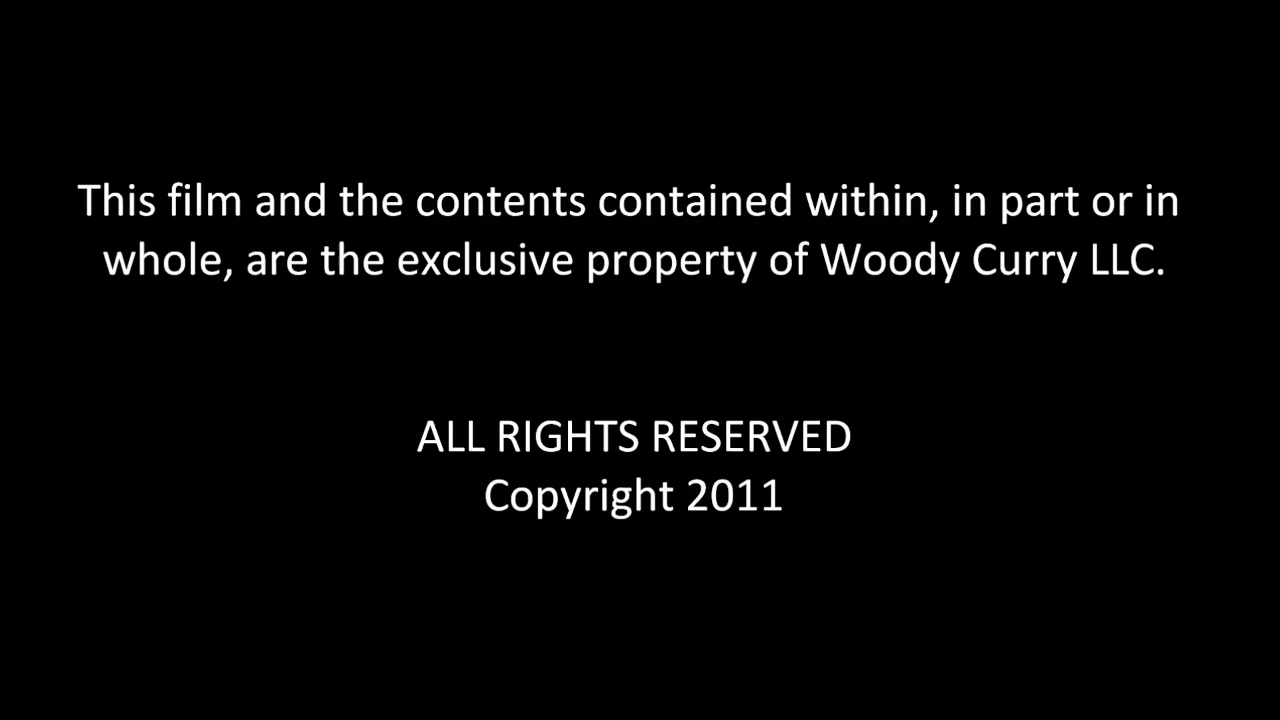 This film and the contents contained within, in part or in
whole, are the exclusive property of Woody Curry LLC.
ALL RIGHTS RESERVED
Copyright 2011